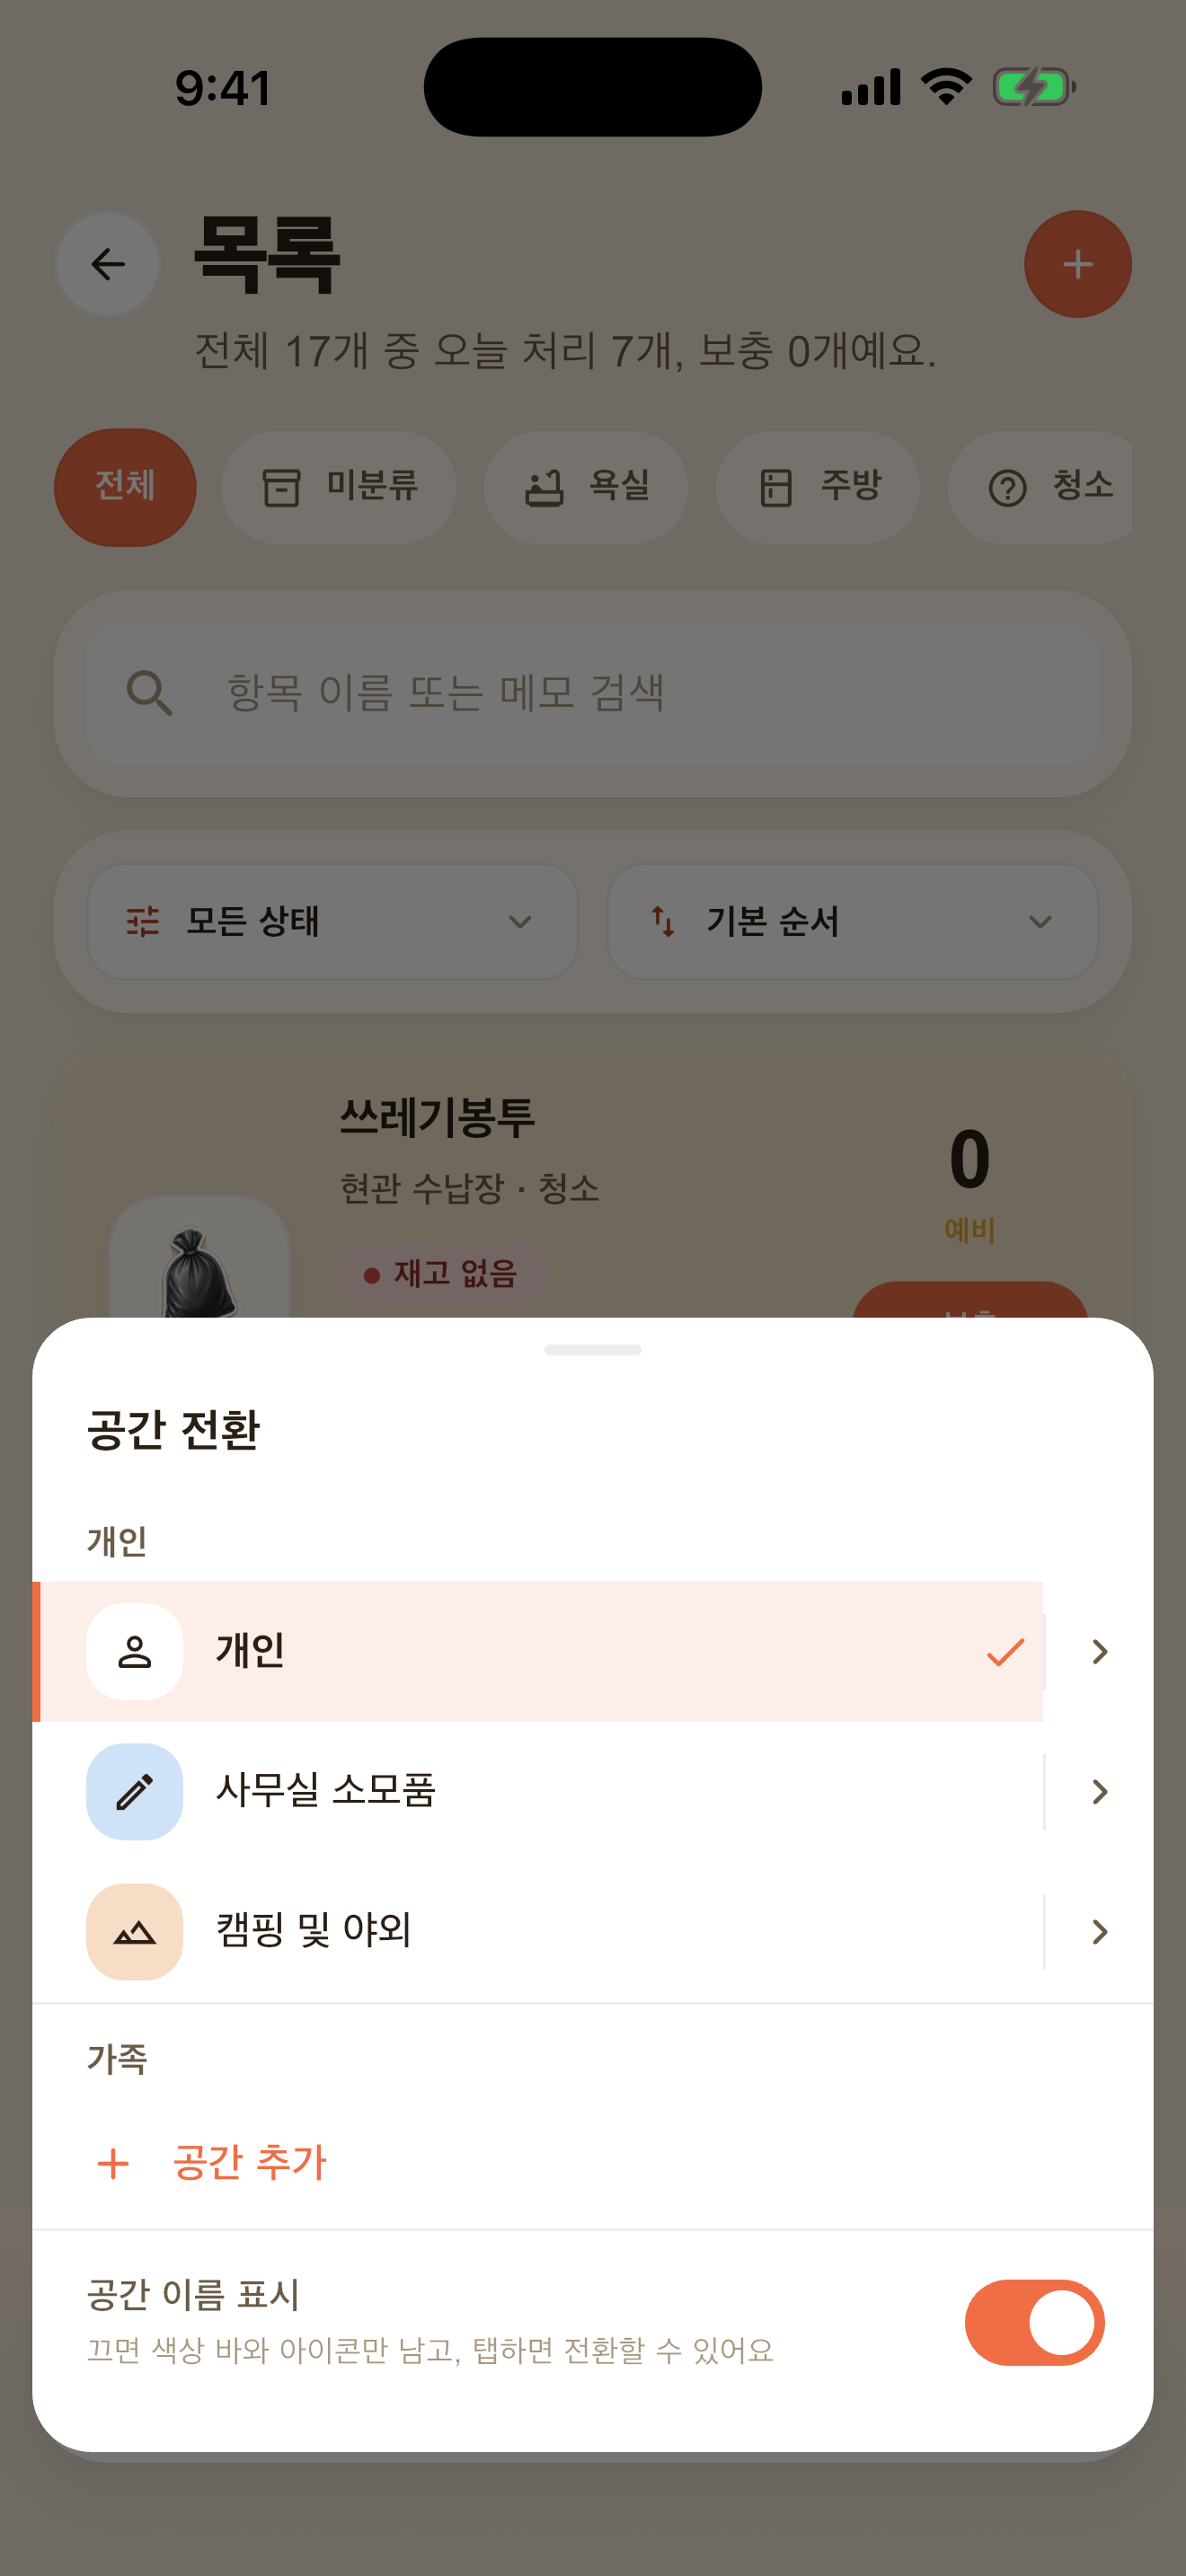 9:41
목록
전체 17개 중 오늘 처리 7개, 보충 0개예요.
전체
미분류
욕실
주방
청소
항목 이름 또는 메모 검색
모든 상태
기본 순서
쓰레기봉투
현관 수납장 · 청소
재고 없음
0
예비
공간 전환
개인
개인
사무실 소모품
캠핑 및 야외
가족
공간 추가
공간 이름 표시
끄면 색상 바와 아이콘만 남고, 탭하면 전환할 수 있어요